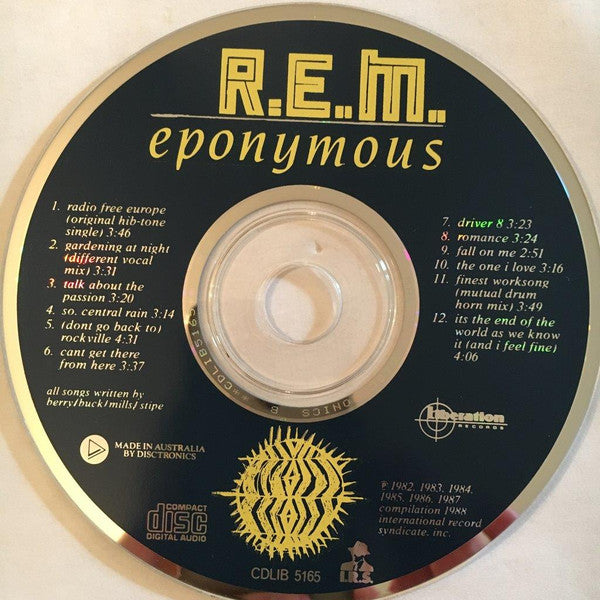 R.E.M.
eponymous
1. radio free europe
(original hib-tone
single) 3:46
2. gardening at night
(different vocal
mix) 3:31
3. talk about the
passion 3:20
4. so. central rain 3:14
5. (dont go back to)
rockville 4:31
6. cant get there
from here 3:37
all songs written by
berry/buck/mills/stipe
7. driver 8 3:23
8. romance 3:24
9. fall on me 2:51
10. the one i love 3:16
11. finest worksong
(mutual drum
horn mix) 3:49
12. its the end of the
world as we know
it (and i feel fine)
4:06
Liberation
RECORDS
MADE IN AUSTRALIA
BY DISCTRONICS
COMPACT
disc
DIGITAL AUDIO
℗ 1982, 1983, 1984,
1985, 1986, 1987
compilation 1988
international record
syndicate, inc.
I.R.S.
CDLIB 5165